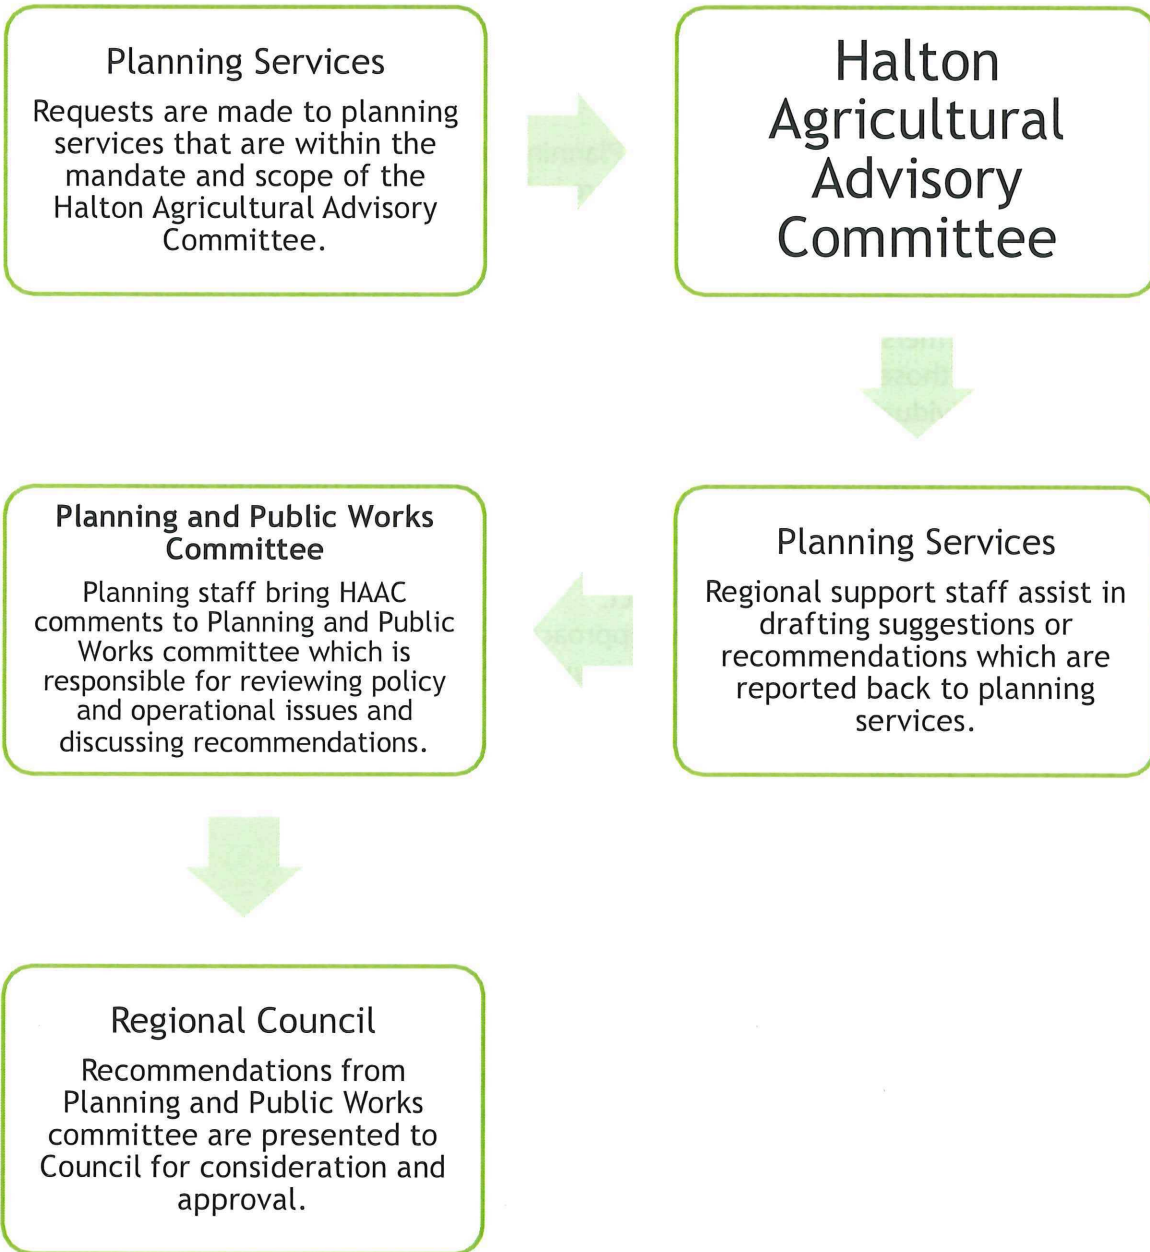 Planning Services
Requests are made to planning
services that are within the
mandate and scope of the
Halton Agricultural Advisory
Committee.
Halton
Agricultural
Advisory
Committee
Planning Services
Regional support staff assist in
drafting suggestions or
recommendations which are
reported back to planning
services.
Planning and Public Works
Committee
Planning staff bring HAAC
comments to Planning and Public
Works committee which is
responsible for reviewing policy
and operational issues and
discussing recommendations.
Regional Council
Recommendations from
Planning and Public Works
committee are presented to
Council for consideration and
approval.